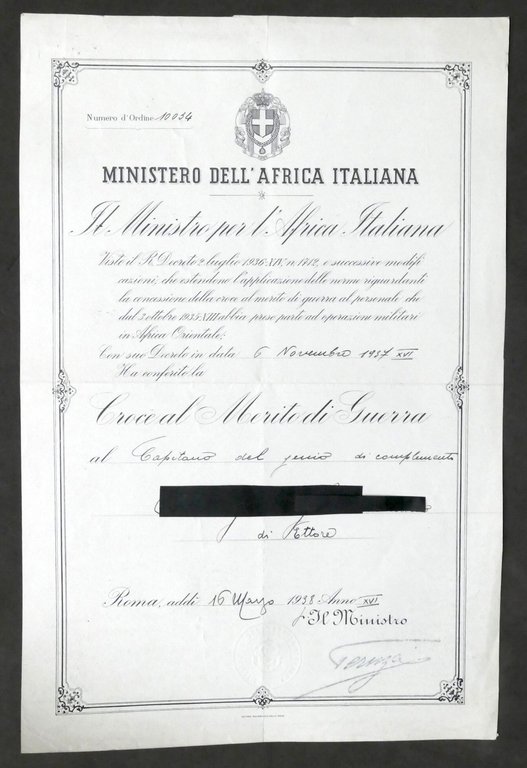 Numero d'Ordine 10034
MINISTERO DELL'AFRICA ITALIANA
Il Ministro per l'Africa Italiana
Visto il R. Decreto 2 luglio 1936-XIV, n. 1712, e successive modifi
cazioni, che estendono l'applicazione delle norme riguardanti
la concessione della croce al merito di guerra al personale che
dal 3 ottobre 1935-XIII abbia preso parte ad operazioni militari
in Africa Orientale;
Con suo Decreto in data 6 Novembre 1937 XVI
Ha conferito la
Croce al Merito di Guerra
al Capitano del genio di complemento
di Ettore
Roma, addì 16 Marzo 1938 Anno XVI
Il Ministro